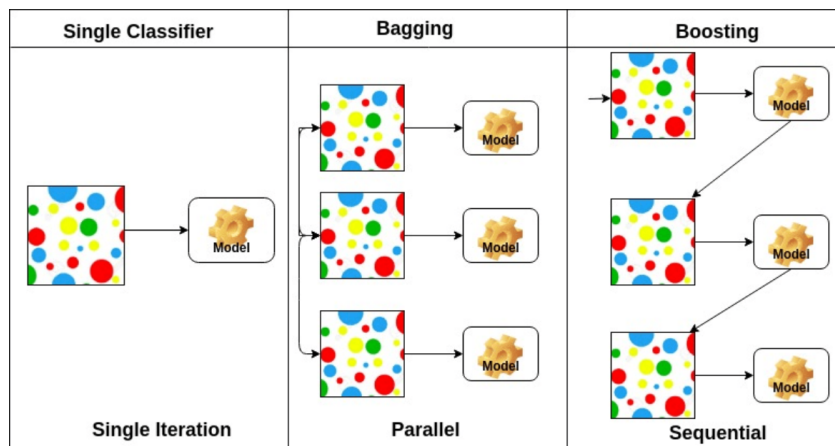 Single Classifier
Bagging
Boosting
Model
Model
Model
Model
Model
Model
Model
Single Iteration
Parallel
Sequential